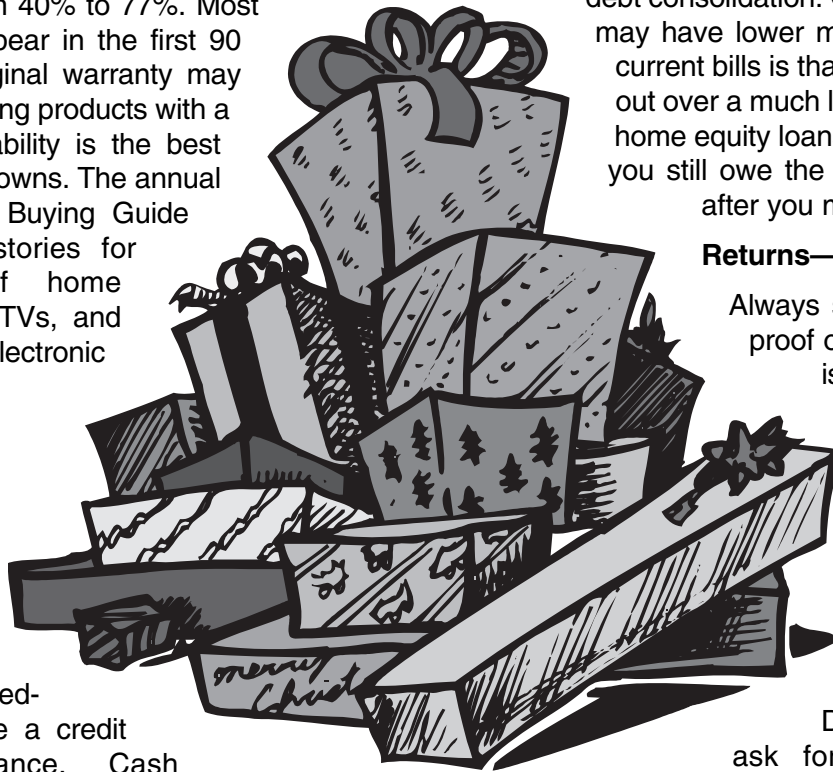 40% to 77%. Most
pear in the first 90
ginal warranty may
ing products with a
ability is the best
owns. The annual
Buying Guide
stories for
f home
TVs, and
lectronic
ed-
e a credit
ance. Cash
debt consolidation.
may have lower m
current bills is tha
out over a much l
home equity loan
you still owe the
after you m
Returns—
Always s
proof o
is
D
ask for
merry
Christ